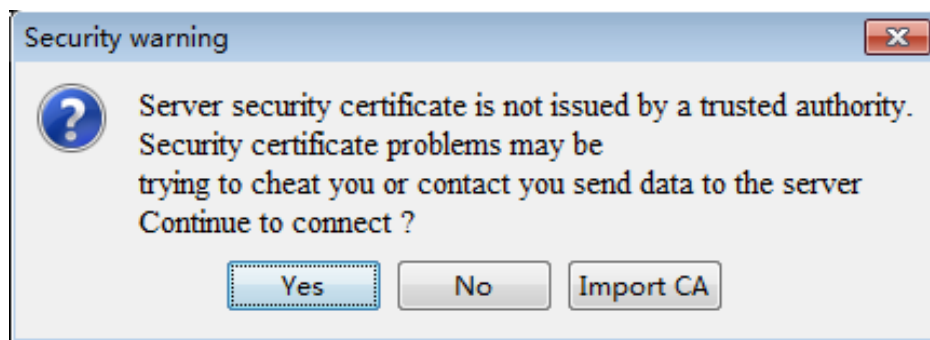 Security warning
Server security certificate is not issued by a trusted authority.
Security certificate problems may be
trying to cheat you or contact you send data to the server
Continue to connect ?
Yes No Import CA